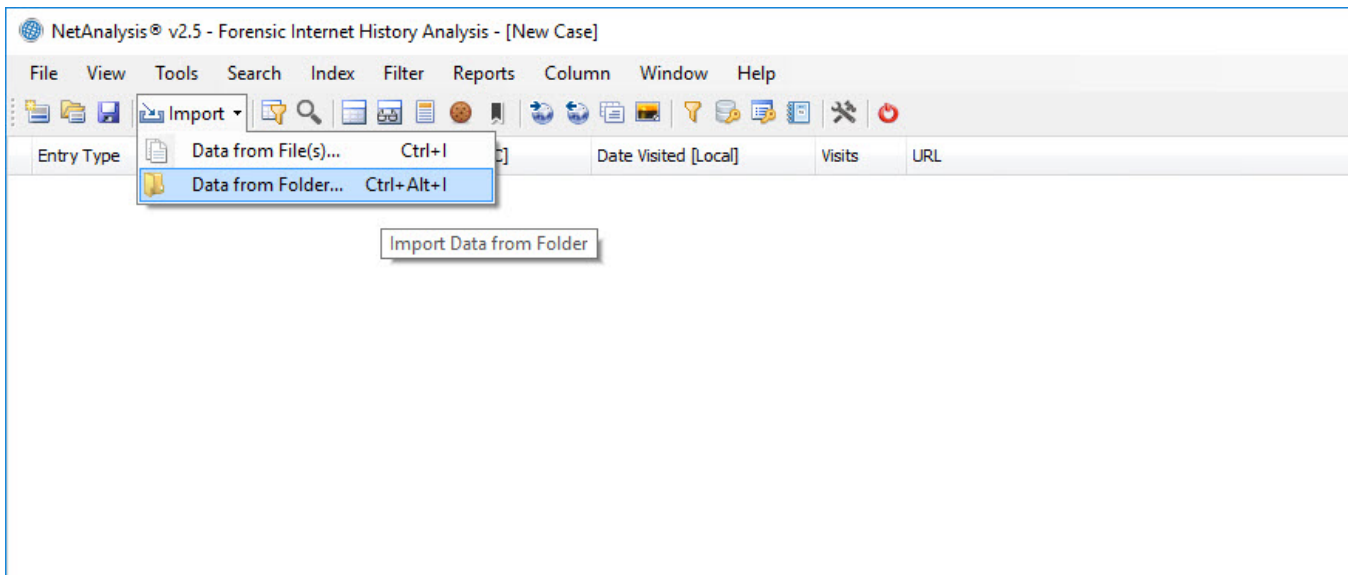 NetAnalysis® v2.5 - Forensic Internet History Analysis - [New Case]
File View Tools Search Index Filter Reports Column Window Help
Import
Entry Type C] Date Visited [Local] Visits URL
Data from File(s)... Ctrl+I
Data from Folder... Ctrl+Alt+I
Import Data from Folder